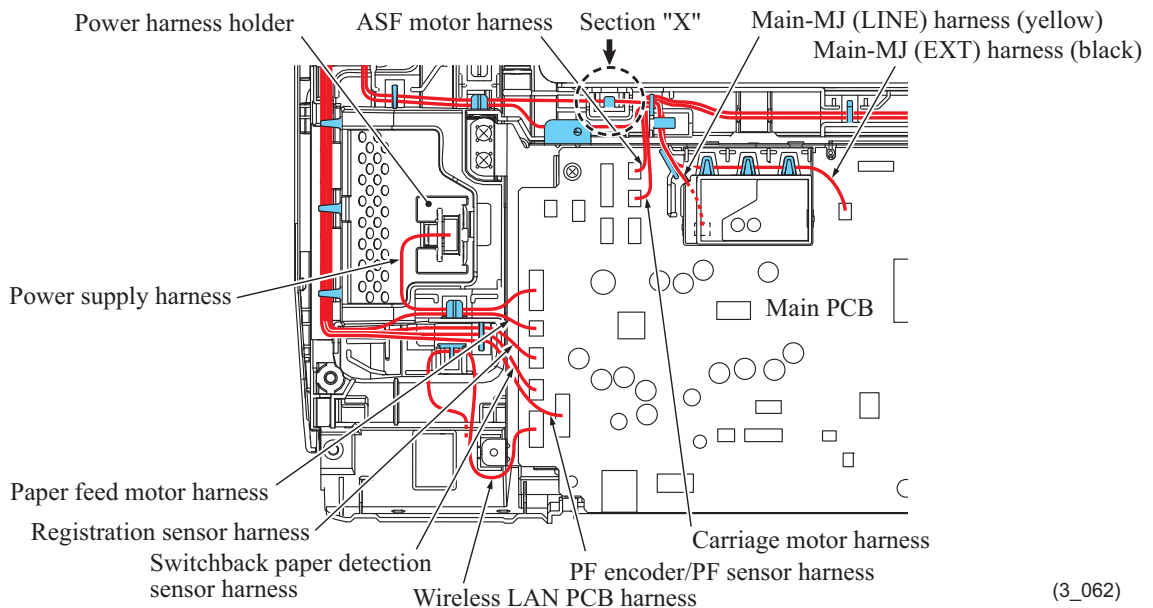 Power harness holder
ASF motor harness
Section "X"
Main-MJ (LINE) harness (yellow)
Main-MJ (EXT) harness (black)
Power supply harness
Main PCB
Paper feed motor harness
Registration sensor harness
Switchback paper detection
sensor harness
Wireless LAN PCB harness
PF encoder/PF sensor harness
Carriage motor harness
(3_062)